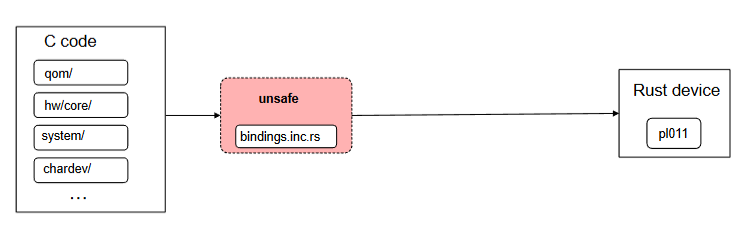 C code
qom/
hw/core/
system/
chardev/
...
unsafe
bindings.inc.rs
Rust device
pl011